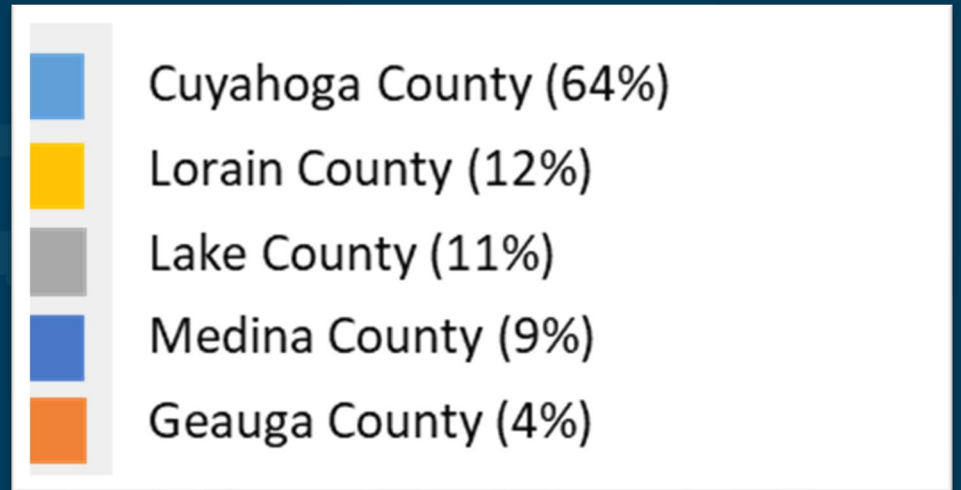 Cuyahoga County (64%)
Lorain County (12%)
Lake County (11%)
Medina County (9%)
Geauga County (4%)